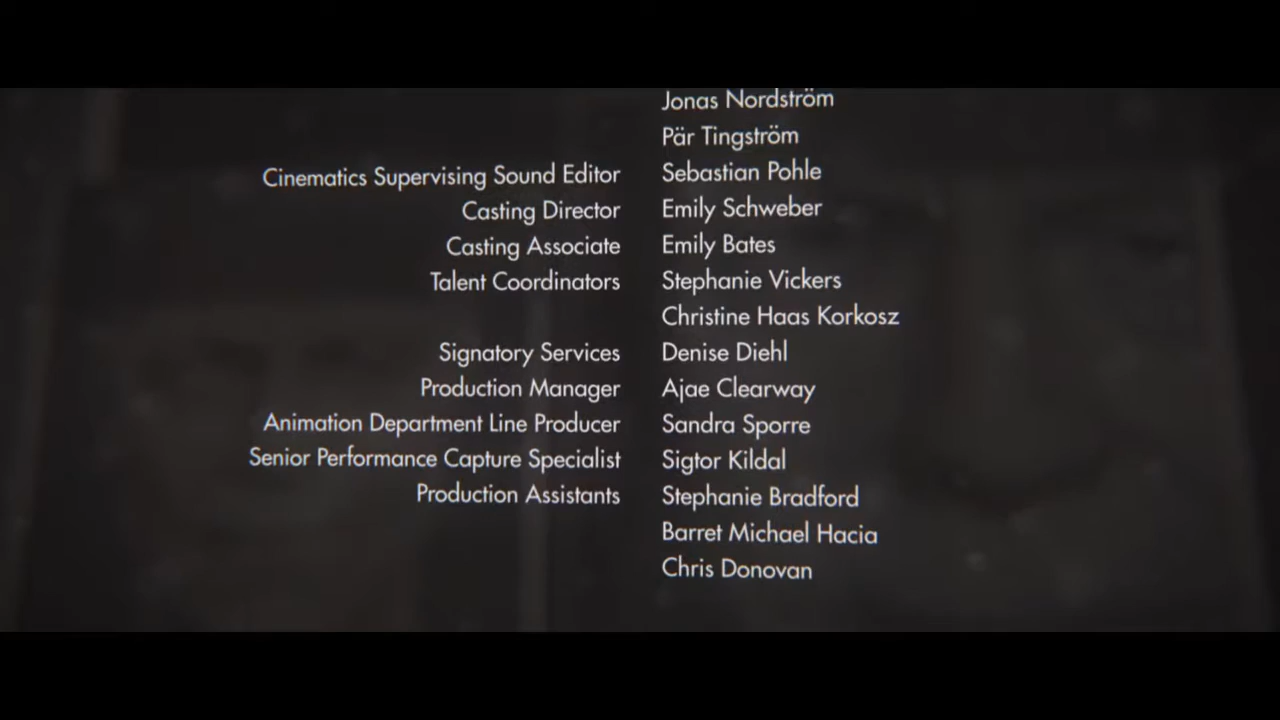 Jonas Nordström
Pär Tingström
Cinematics Supervising Sound Editor Sebastian Pohle
Casting Director Emily Schweber
Casting Associate Emily Bates
Talent Coordinators Stephanie Vickers
Christine Haas Korkosz
Signatory Services Denise Diehl
Production Manager Ajae Clearway
Animation Department Line Producer Sandra Sporre
Senior Performance Capture Specialist Sigtor Kildal
Production Assistants Stephanie Bradford
Barret Michael Hacia
Chris Donovan